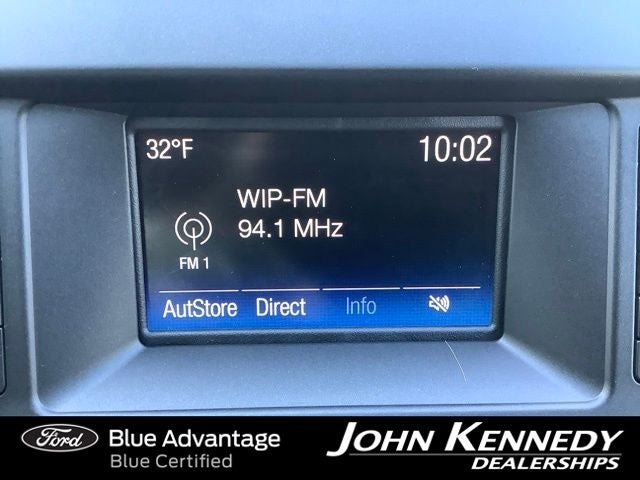 32°F
10:02
WIP-FM
94.1 MHz
FM 1
AutStore Direct Info
Ford
Blue Advantage
Blue Certified
JOHN KENNEDY
DEALERSHIPS